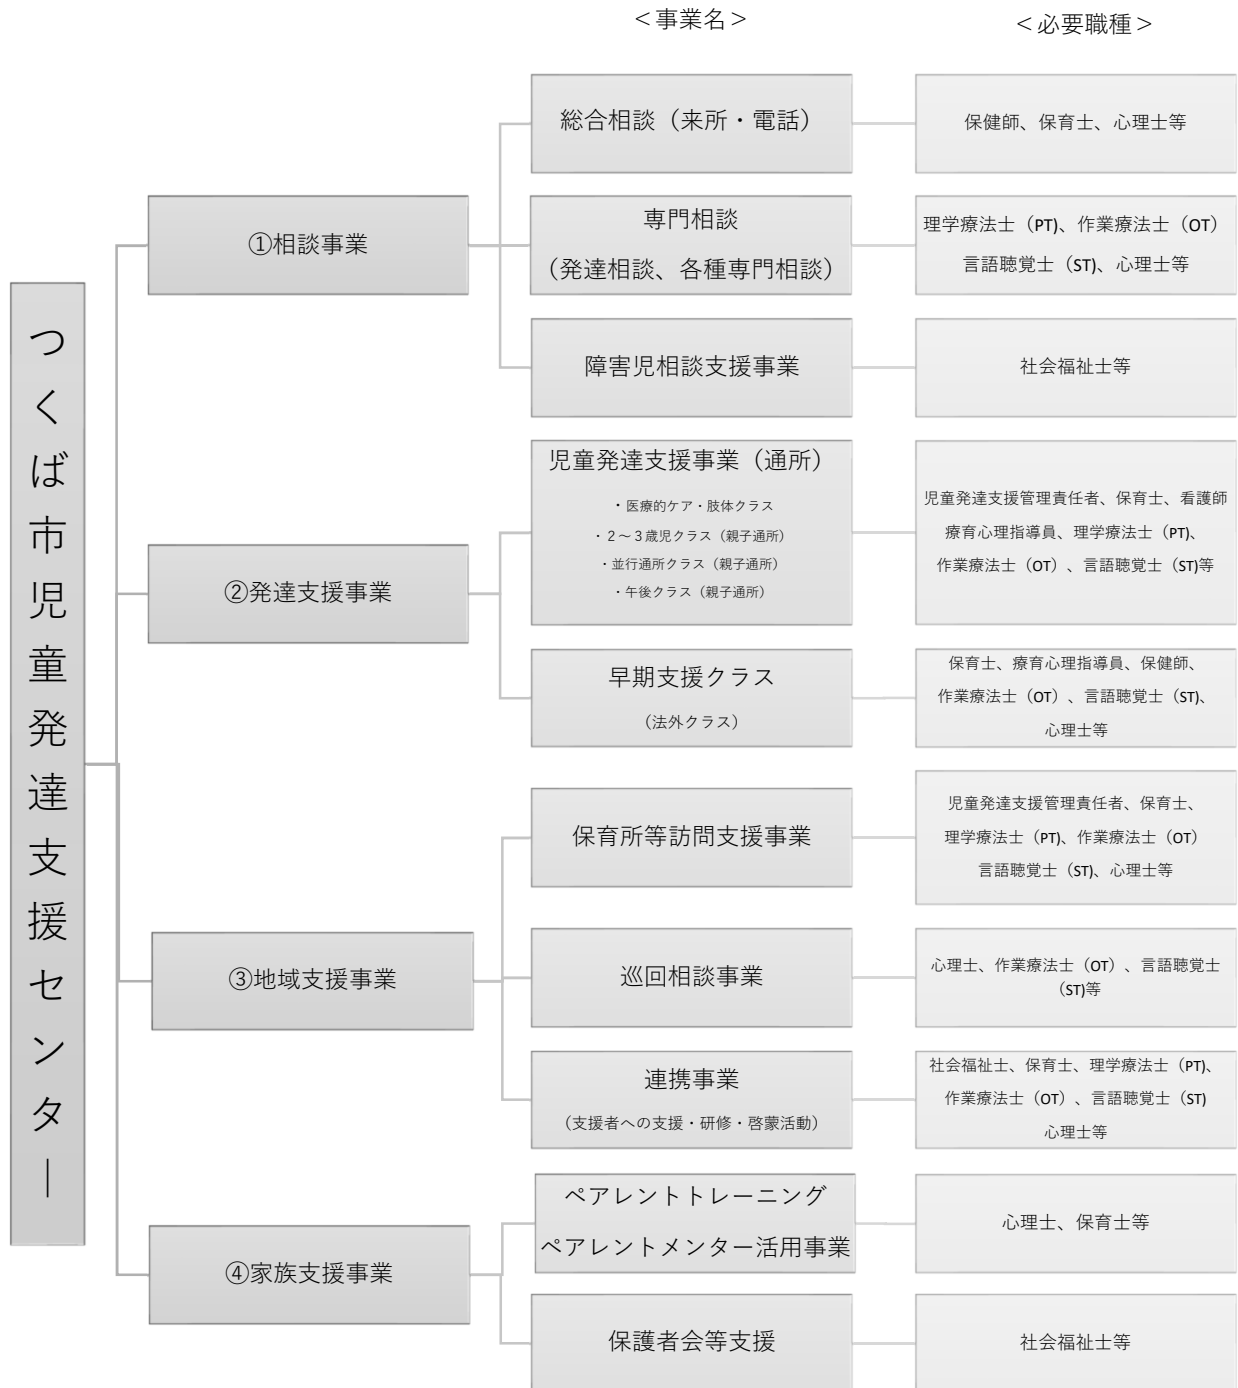 ＜事業名＞
＜必要職種＞
つくば市児童発達支援センター
①相談事業
総合相談（来所・電話）
保健師、保育士、心理士等
専門相談
（発達相談、各種専門相談）
理学療法士（PT)、作業療法士（OT）
言語聴覚士（ST)、心理士等
障害児相談支援事業
社会福祉士等
②発達支援事業
児童発達支援事業（通所）
・医療的ケア・肢体クラス
・２～３歳児クラス（親子通所）
・並行通所クラス（親子通所）
・午後クラス（親子通所）
児童発達支援管理責任者、保育士、看護師
療育心理指導員、理学療法士（PT)、
作業療法士（OT）、言語聴覚士（ST)等
早期支援クラス
（法外クラス）
保育士、療育心理指導員、保健師、
作業療法士（OT）、言語聴覚士（ST)、
心理士等
③地域支援事業
保育所等訪問支援事業
児童発達支援管理責任者、保育士、
理学療法士（PT)、作業療法士（OT）
言語聴覚士（ST)、心理士等
巡回相談事業
心理士、作業療法士（OT）、言語聴覚士
（ST)等
連携事業
（支援者への支援・研修・啓蒙活動）
社会福祉士、保育士、理学療法士（PT)、
作業療法士（OT）、言語聴覚士（ST)
心理士等
④家族支援事業
ペアレントトレーニング
ペアレントメンター活用事業
心理士、保育士等
保護者会等支援
社会福祉士等